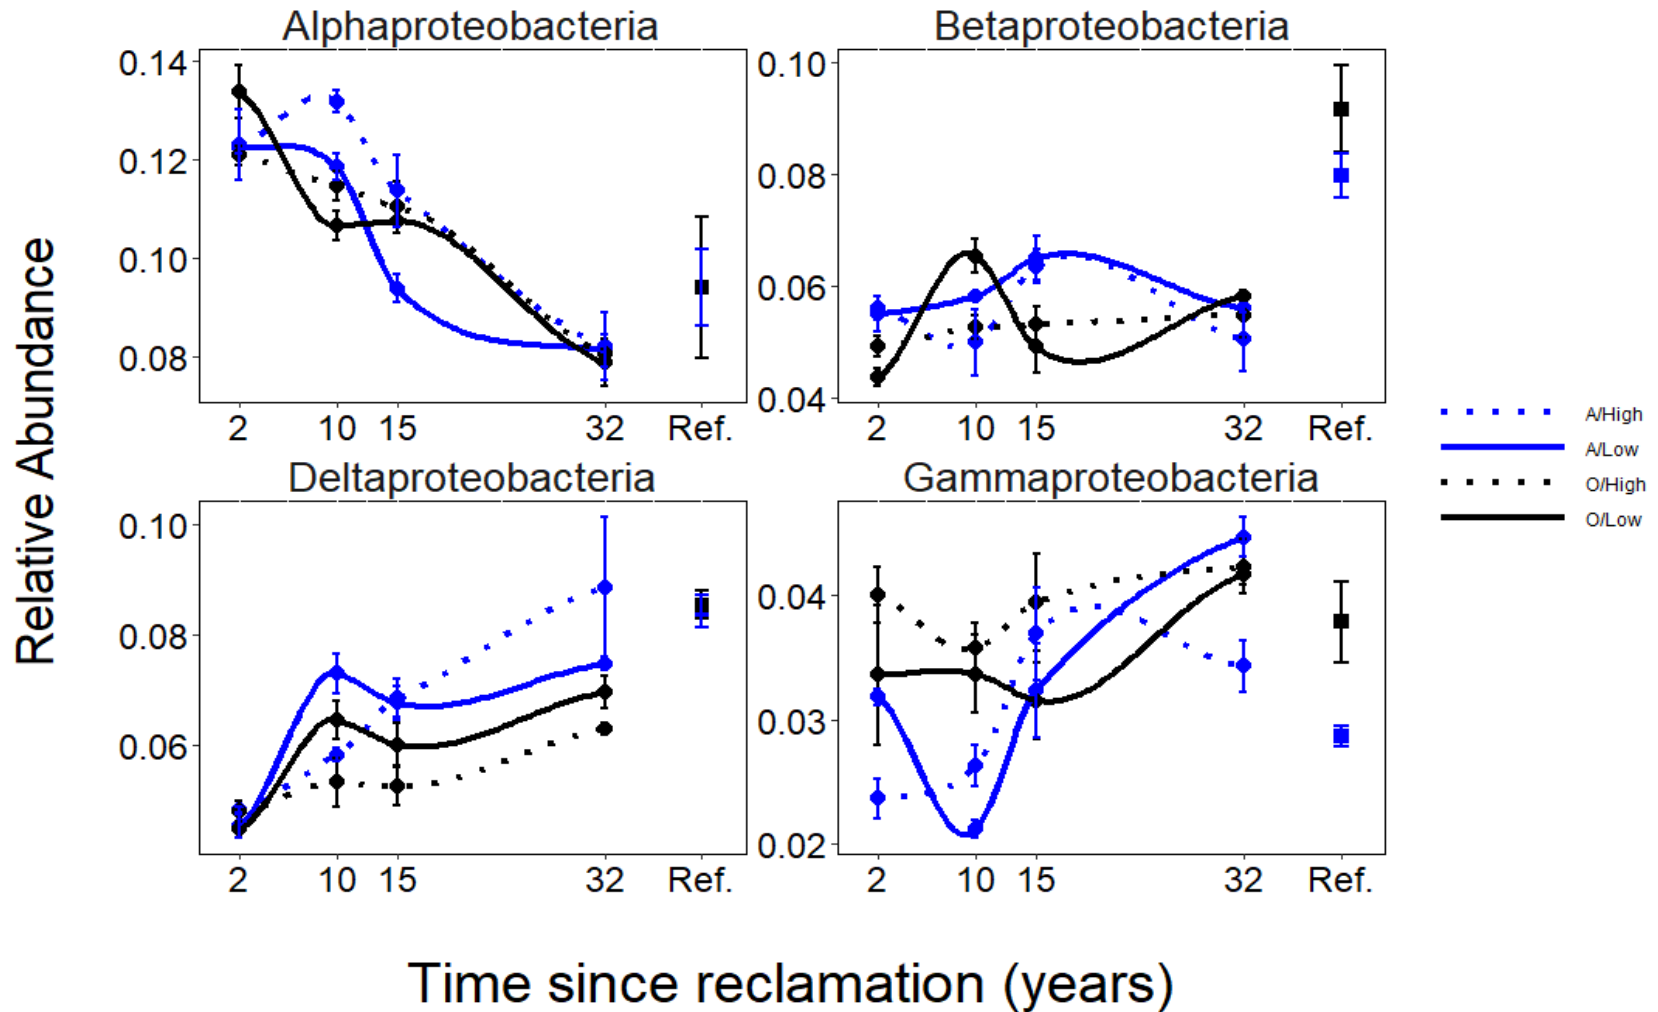 Alphaproteobacteria
Betaproteobacteria
0.14
0.12
0.10
0.08
2 10 15 32 Ref.
0.10
0.08
0.06
0.04
2 10 15 32 Ref.
Deltaproteobacteria
Gammaproteobacteria
0.10
0.08
0.06
2 10 15 32 Ref.
0.04
0.03
0.02
2 10 15 32 Ref.
Relative Abundance
Time since reclamation (years)
A/High
A/Low
O/High
O/Low